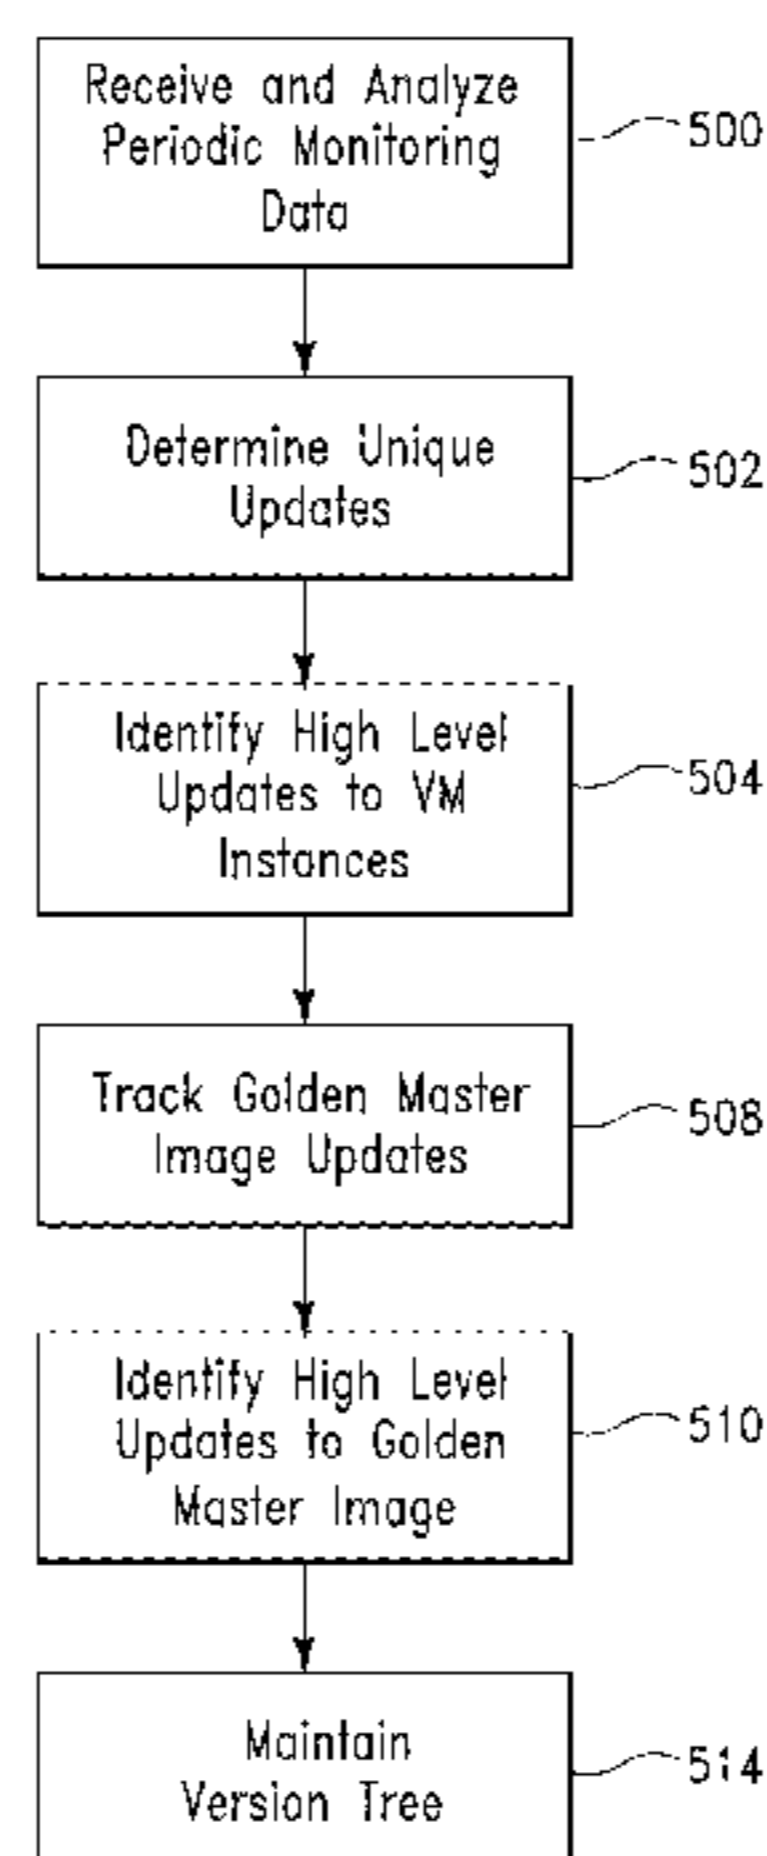 Receive and Analyze
Periodic Monitoring
Data
500
Determine Unique
Updates
502
Identify High Level
Updates to VM
Instances
504
Track Golden Master
Image Updates
508
Identify High Level
Updates to Golden
Master Image
510
Maintain
Version Tree
514